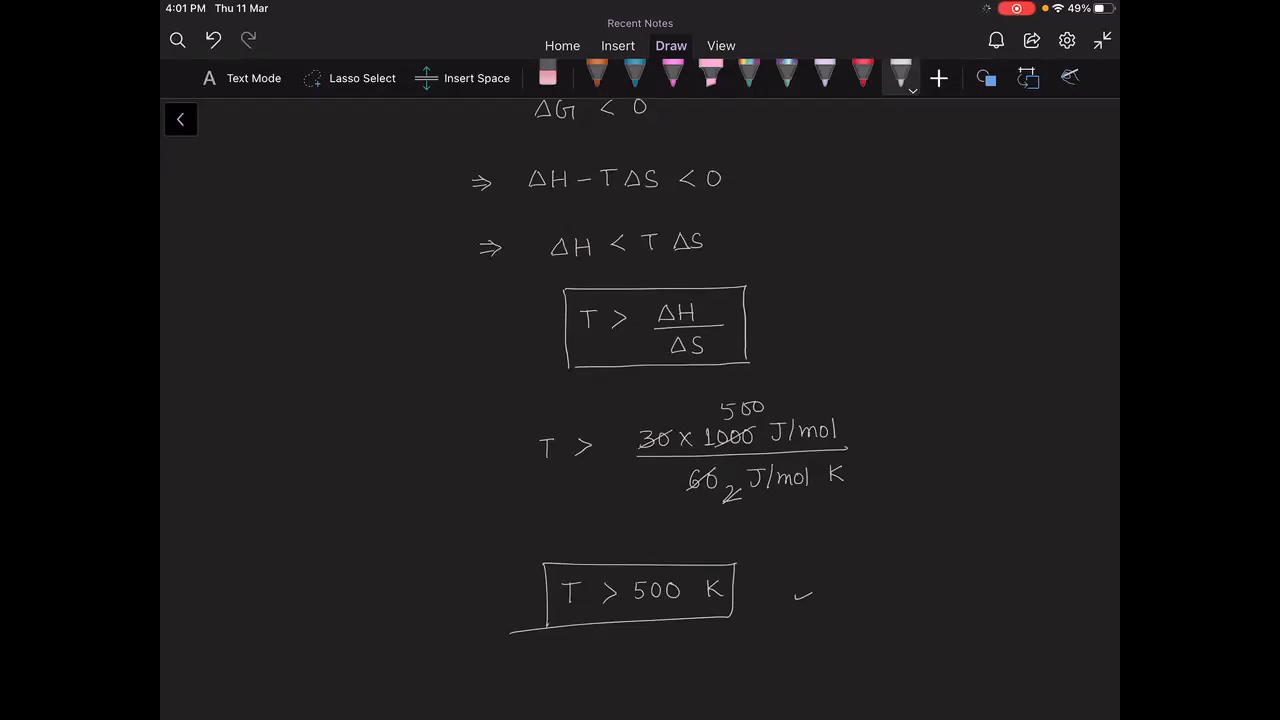 4:01 PM Thu 11 Mar
49%
Recent Notes
Home Insert Draw View
Text Mode Lasso Select Insert Space
ΔG < 0
⇒ ΔH − TΔS < 0
⇒ ΔH < TΔS
T > ΔH / ΔS
500
T > 30 × 1000 J/mol
60 2 J/mol K
T > 500 K ✓